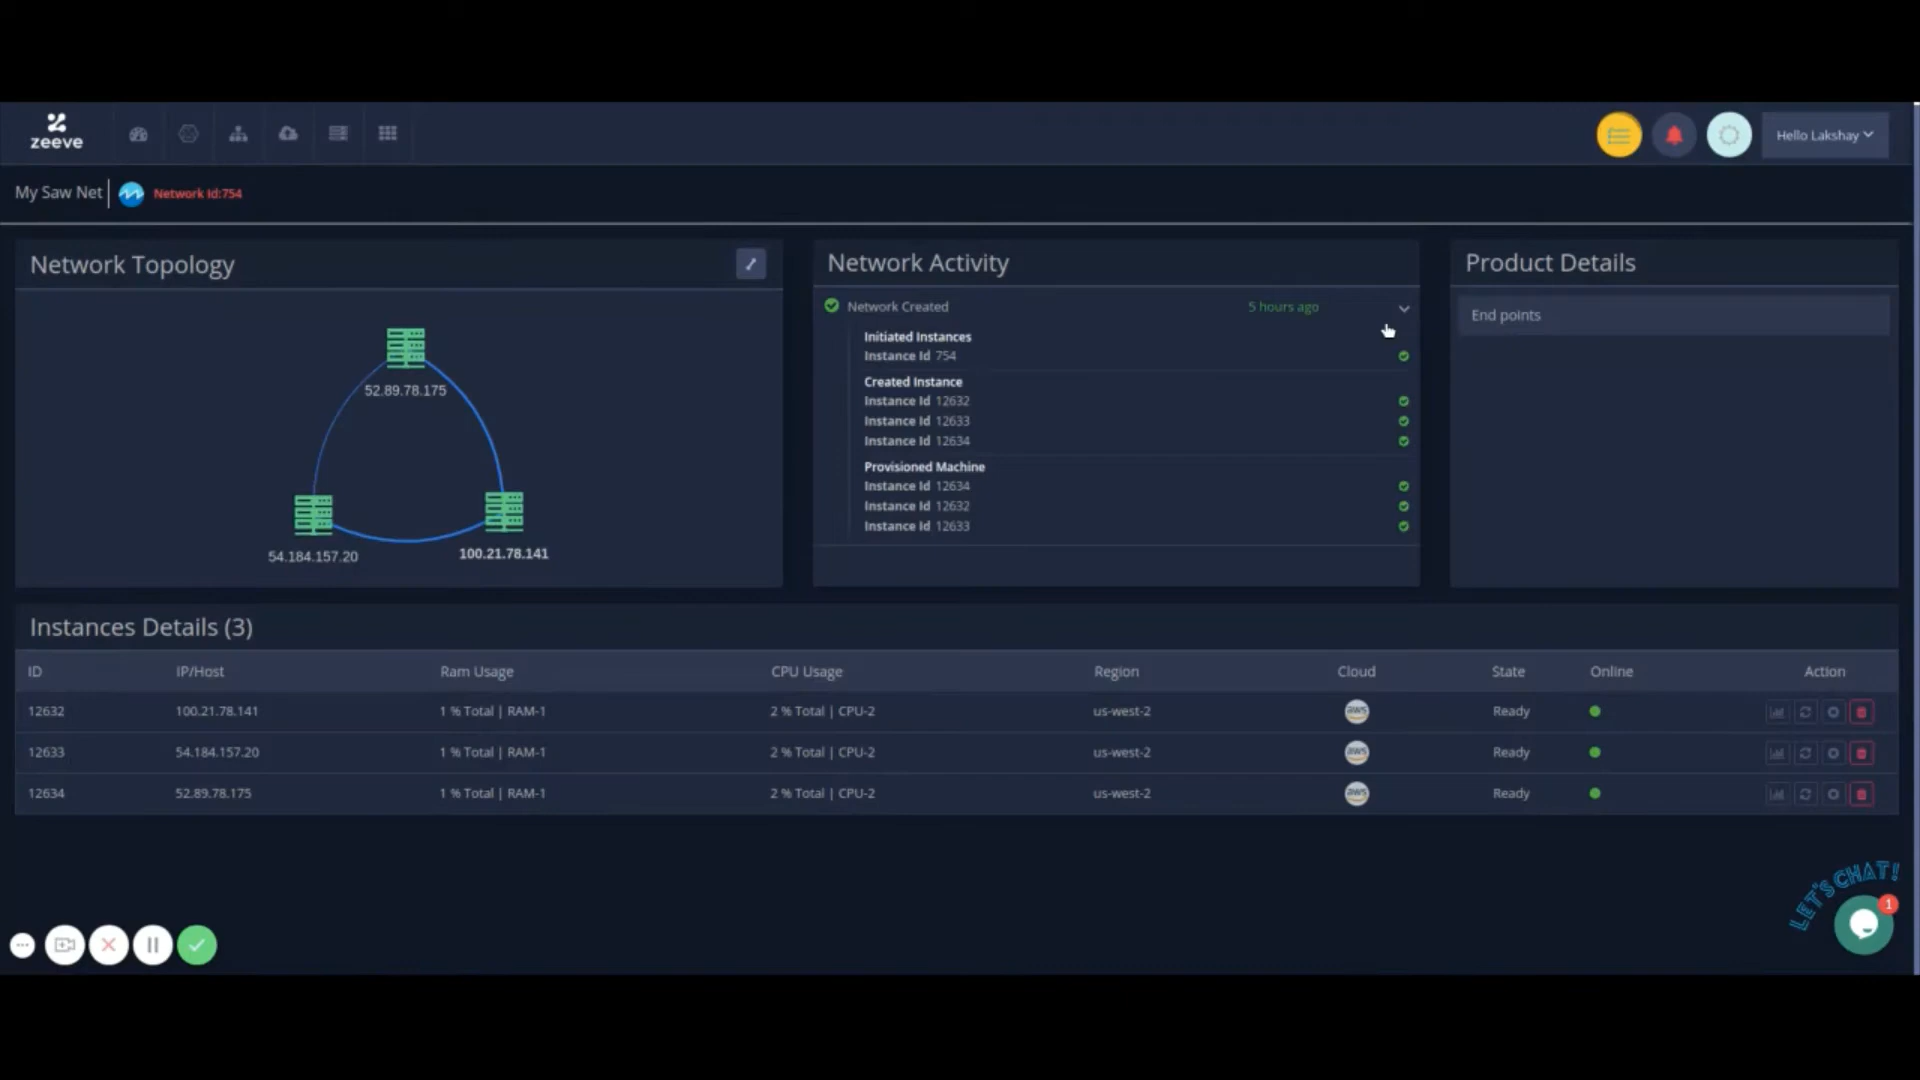 zeeve
Hello Lakshay
My Saw Net
Network Id:754
Network Topology
52.89.78.175
54.184.157.20
100.21.78.141
Network Activity
Network Created 5 hours ago
Initiated Instances
Instance Id 754
Created Instance
Instance Id 12632
Instance Id 12633
Instance Id 12634
Provisioned Machine
Instance Id 12634
Instance Id 12632
Instance Id 12633
Product Details
End points
Instances Details (3)
ID IP/Host Ram Usage CPU Usage Region Cloud State Online Action
12632 100.21.78.141 1 % Total | RAM-1 2 % Total | CPU-2 us-west-2 aws Ready
12633 54.184.157.20 1 % Total | RAM-1 2 % Total | CPU-2 us-west-2 aws Ready
12634 52.89.78.175 1 % Total | RAM-1 2 % Total | CPU-2 us-west-2 aws Ready
LET'S CHAT!
1